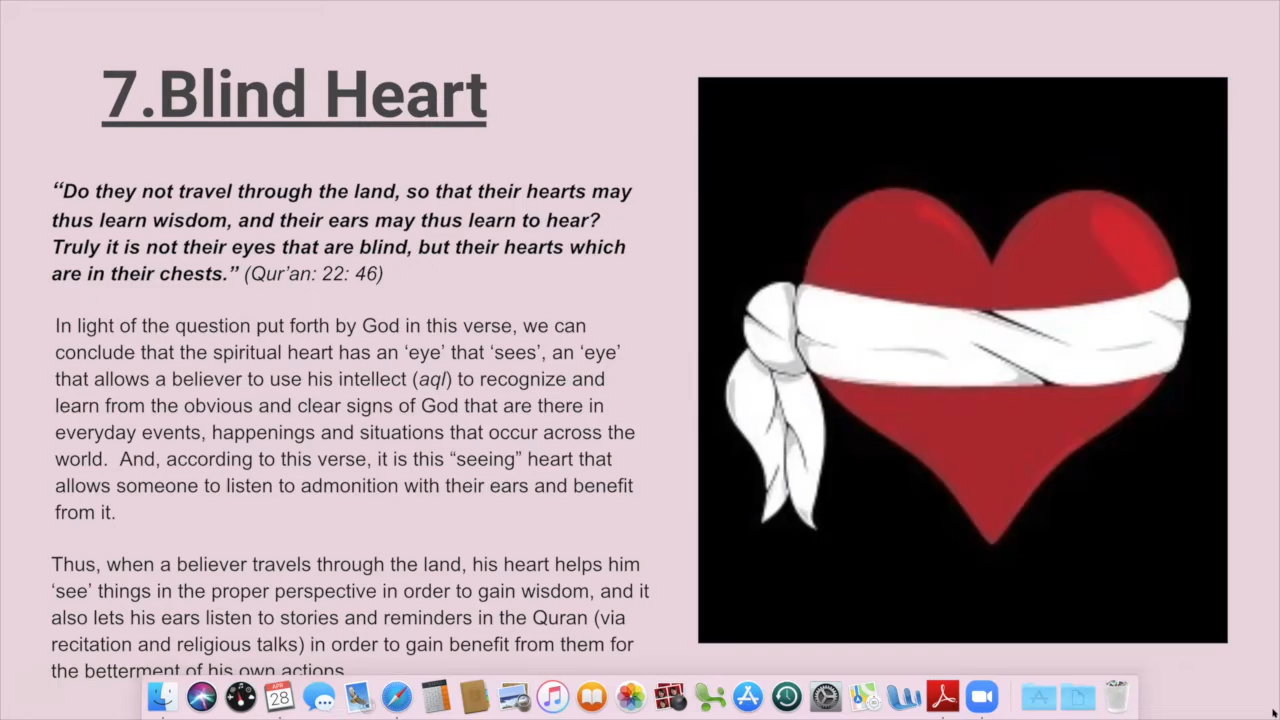 7.Blind Heart
“Do they not travel through the land, so that their hearts may
thus learn wisdom, and their ears may thus learn to hear?
Truly it is not their eyes that are blind, but their hearts which
are in their chests.” (Qur’an: 22: 46)
In light of the question put forth by God in this verse, we can
conclude that the spiritual heart has an ‘eye’ that ‘sees’, an ‘eye’
that allows a believer to use his intellect (aql) to recognize and
learn from the obvious and clear signs of God that are there in
everyday events, happenings and situations that occur across the
world.  And, according to this verse, it is this “seeing” heart that
allows someone to listen to admonition with their ears and benefit
from it.
Thus, when a believer travels through the land, his heart helps him
‘see’ things in the proper perspective in order to gain wisdom, and it
also lets his ears listen to stories and reminders in the Quran (via
recitation and religious talks) in order to gain benefit from them for
the betterment of his own actions.
APR
28